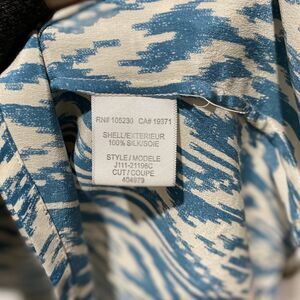 RN# 105230 CA# 19371
SHELL/EXTERIEUR
100% SILK/SOIE
STYLE / MODELE
J111-21196C
CUT / COUPE
404979